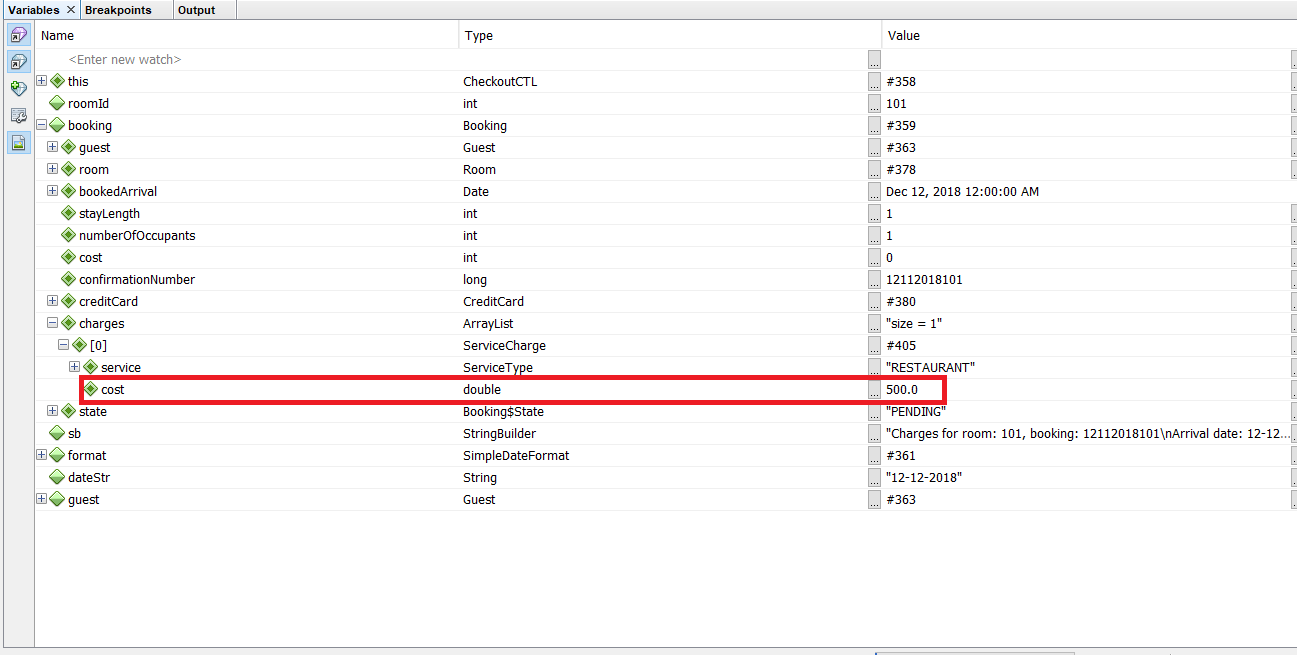 Variables × Breakpoints Output
Name Type Value
<Enter new watch> ...
this CheckoutCTL ... #358
roomId int ... 101
booking Booking ... #359
guest Guest ... #363
room Room ... #378
bookedArrival Date ... Dec 12, 2018 12:00:00 AM
stayLength int ... 1
numberOfOccupants int ... 1
cost int ... 0
confirmationNumber long ... 12112018101
creditCard CreditCard ... #380
charges ArrayList ... "size = 1"
[0] ServiceCharge ... #405
service ServiceType ... "RESTAURANT"
cost double ... 500.0
state Booking$State ... "PENDING"
sb StringBuilder ... "Charges for room: 101, booking: 12112018101\nArrival date: 12-12...
format SimpleDateFormat ... #361
dateStr String ... "12-12-2018"
guest Guest ... #363